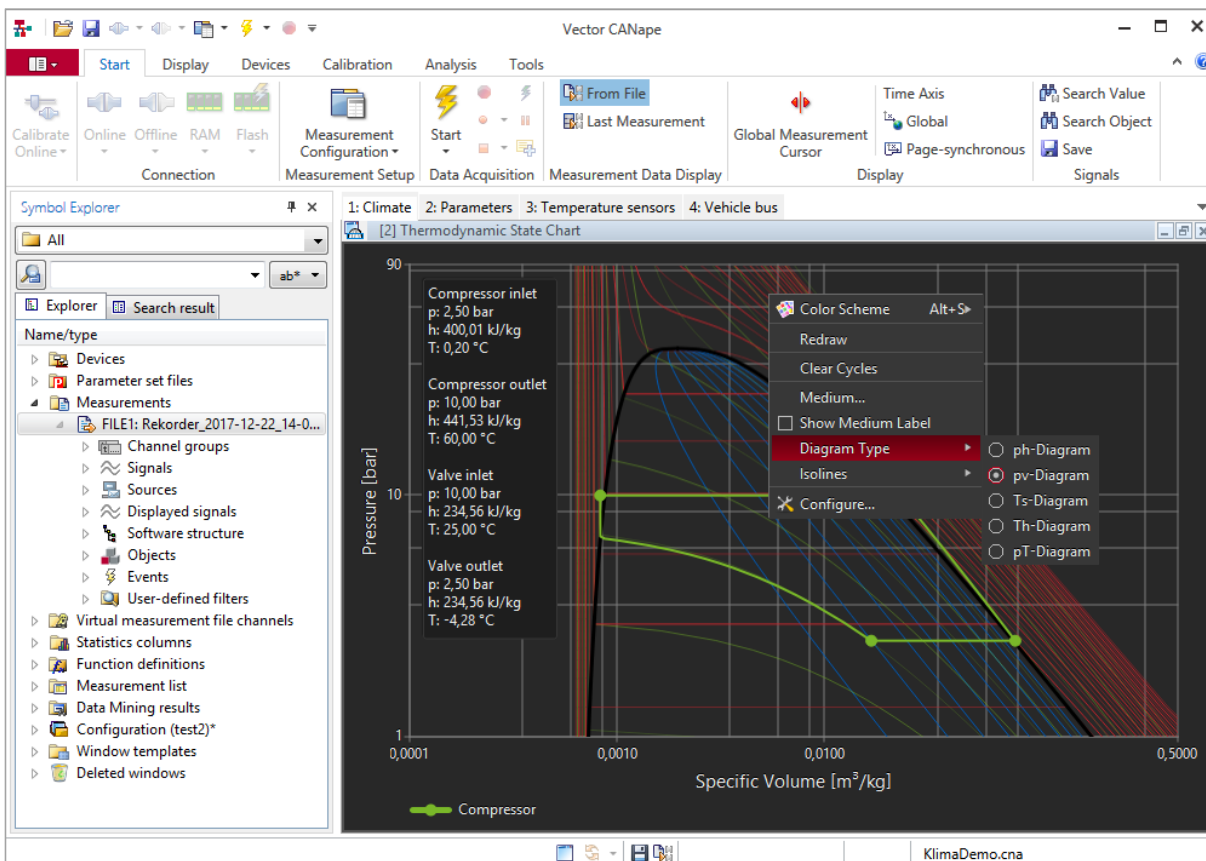 Vector CANape
Start Display Devices Calibration Analysis Tools
Calibrate Online
Online Offline RAM Flash
Connection
Measurement Configuration
Measurement Setup
Start
Data Acquisition
From File
Last Measurement
Measurement Data Display
Global Measurement Cursor
Time Axis
Global
Page-synchronous
Display
Search Value
Search Object
Save
Signals
Symbol Explorer
All
ab*
Explorer Search result
Name/type
Devices
Parameter set files
Measurements
FILE1: Rekorder_2017-12-22_14-0...
Channel groups
Signals
Sources
Displayed signals
Software structure
Objects
Events
User-defined filters
Virtual measurement file channels
Statistics columns
Function definitions
Measurement list
Data Mining results
Configuration (test2)*
Window templates
Deleted windows
1: Climate 2: Parameters 3: Temperature sensors 4: Vehicle bus
[2] Thermodynamic State Chart
90
10
1
Pressure [bar]
Compressor inlet
p: 2,50 bar
h: 400,01 kJ/kg
T: 0,20 °C
Compressor outlet
p: 10,00 bar
h: 441,53 kJ/kg
T: 60,00 °C
Valve inlet
p: 10,00 bar
h: 234,56 kJ/kg
T: 25,00 °C
Valve outlet
p: 2,50 bar
h: 234,56 kJ/kg
T: -4,28 °C
Color Scheme Alt+S
Redraw
Clear Cycles
Medium...
Show Medium Label
Diagram Type
Isolines
Configure...
ph-Diagram
pv-Diagram
Ts-Diagram
Th-Diagram
pT-Diagram
0,0001 0,0010 0,0100 0,5000
Specific Volume [m³/kg]
Compressor
KlimaDemo.cna